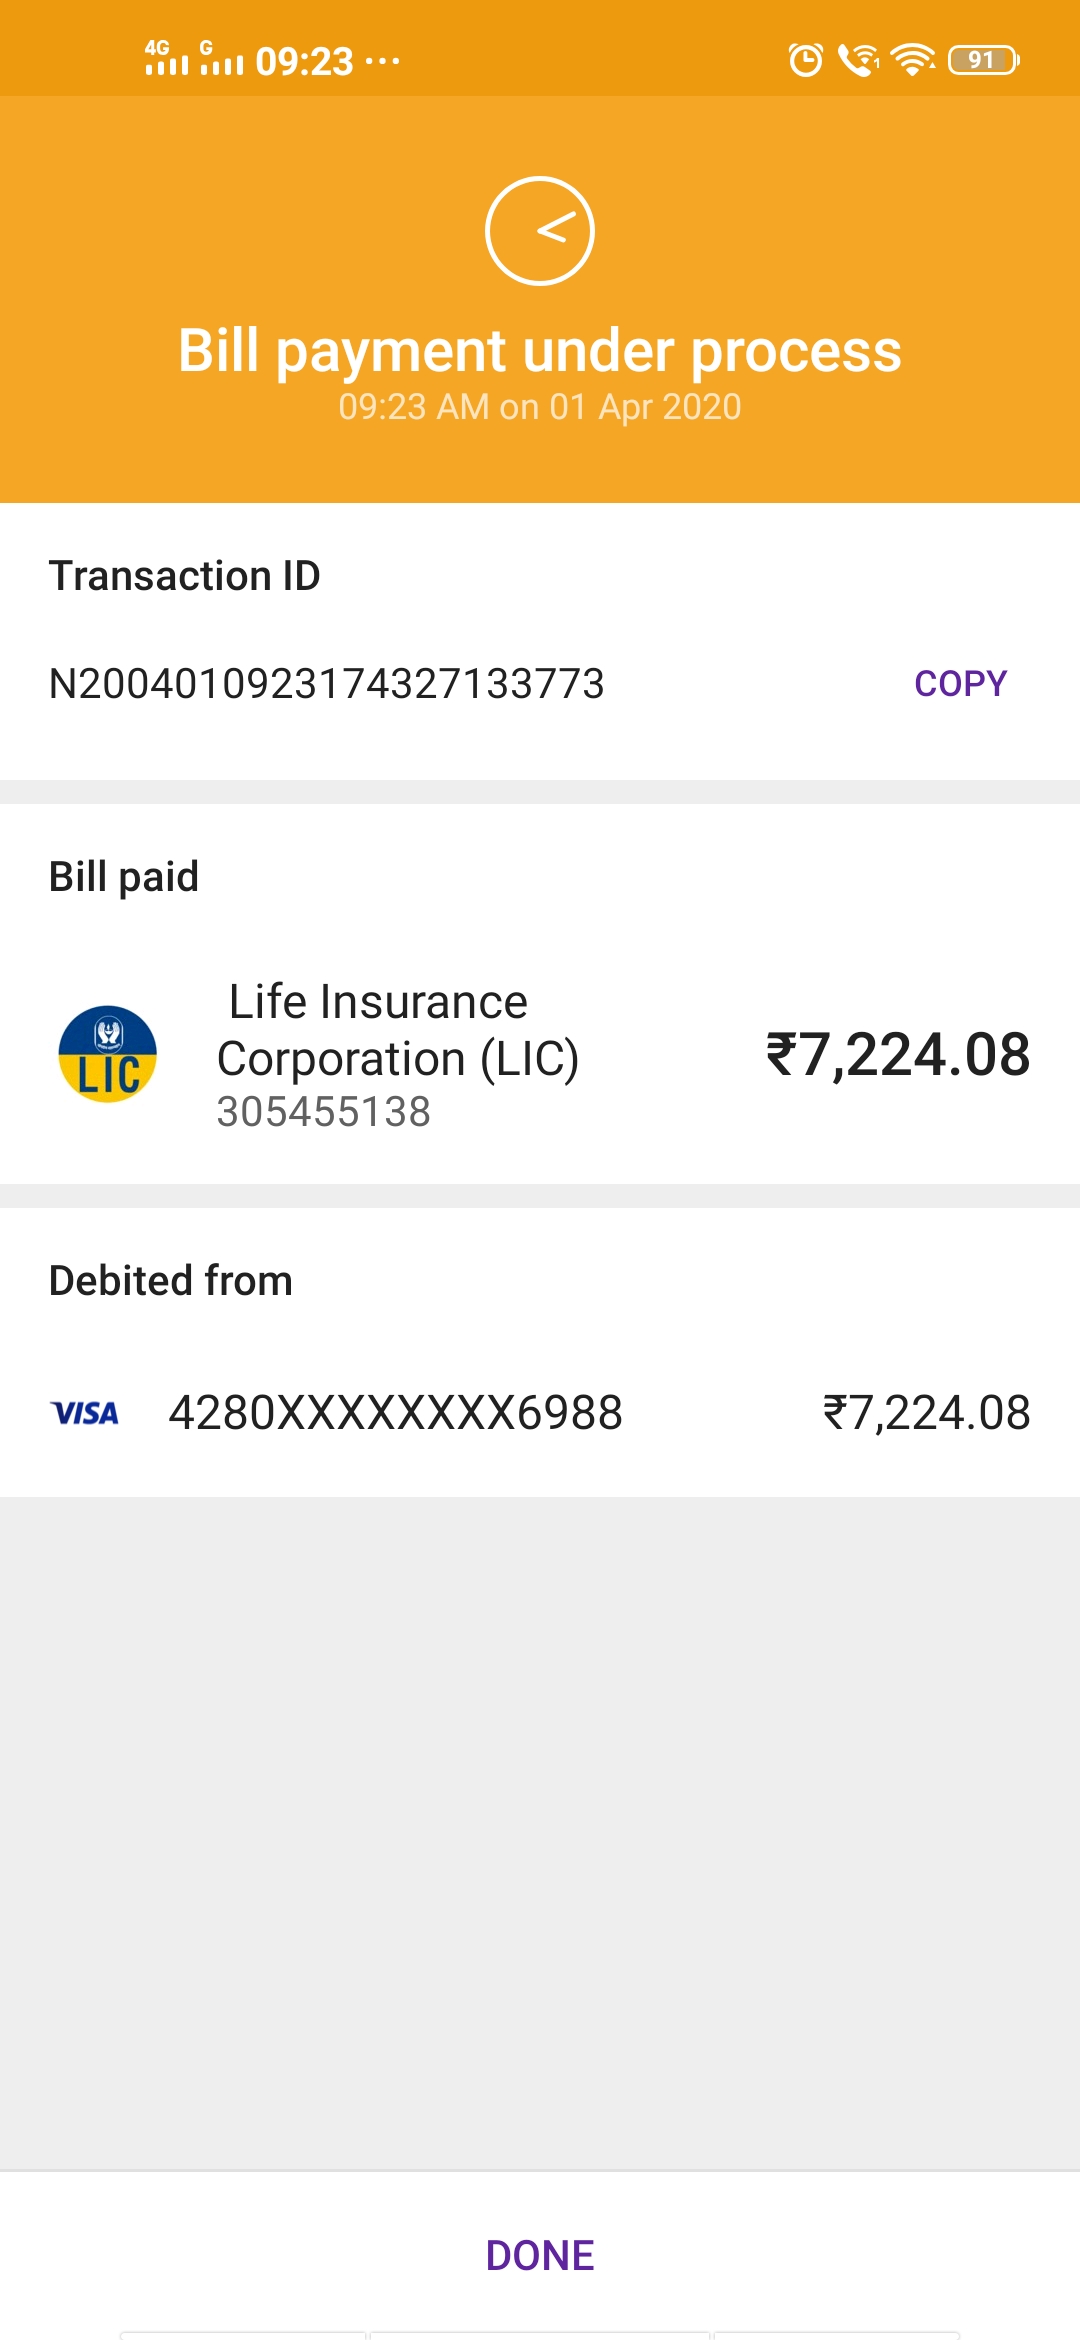 4G G 09:23 ... 1 91
Bill payment under process
09:23 AM on 01 Apr 2020
Transaction ID
N2004010923174327133773 COPY
Bill paid
Life Insurance
Corporation (LIC)
305455138
₹7,224.08
LIC
Debited from
VISA 4280XXXXXXXX6988 ₹7,224.08
DONE